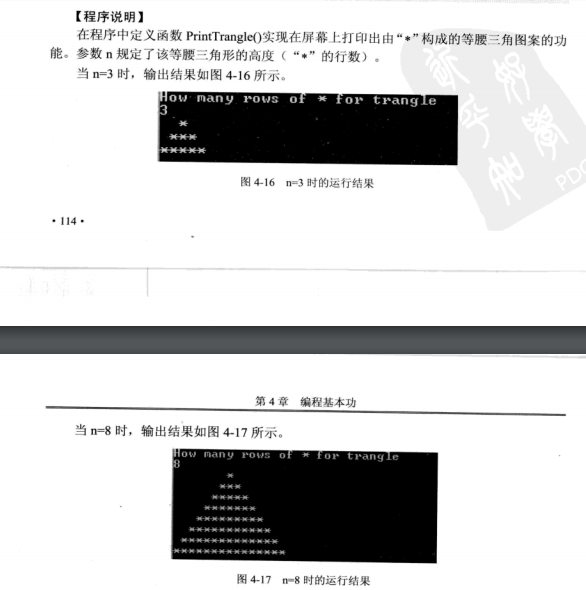 【程序说明】
在程序中定义函数 PrintTrangle()实现在屏幕上打印出由“*”构成的等腰三角图案的功
能。参数 n 规定了该等腰三角形的高度（“*”的行数）。
当 n=3 时，输出结果如图 4-16 所示。
How many rows of * for trangle
3
*
***
*****
图 4-16 n=3 时的运行结果
• 114 •
第 4 章 编程基本功
当 n=8 时，输出结果如图 4-17 所示。
How many rows of * for trangle
8
*
***
*****
*******
*********
***********
*************
***************
图 4-17 n=8 时的运行结果